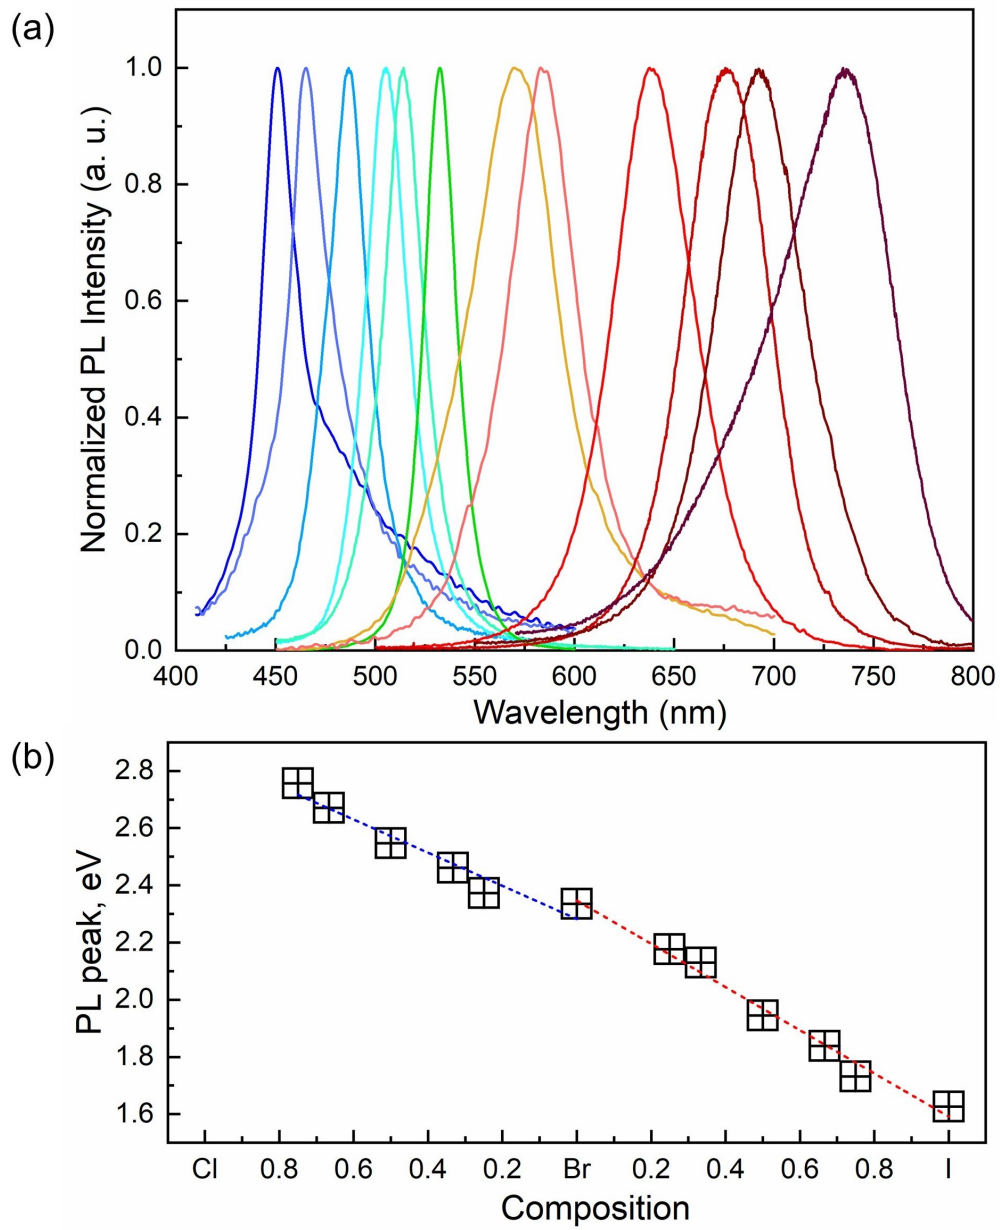 (a)
Normalized PL Intensity (a. u.)
1.0
0.8
0.6
0.4
0.2
0.0
400 450 500 550 600 650 700 750 800
Wavelength (nm)
(b)
PL peak, eV
2.8
2.6
2.4
2.2
2.0
1.8
1.6
Cl 0.8 0.6 0.4 0.2 Br 0.2 0.4 0.6 0.8 I
Composition